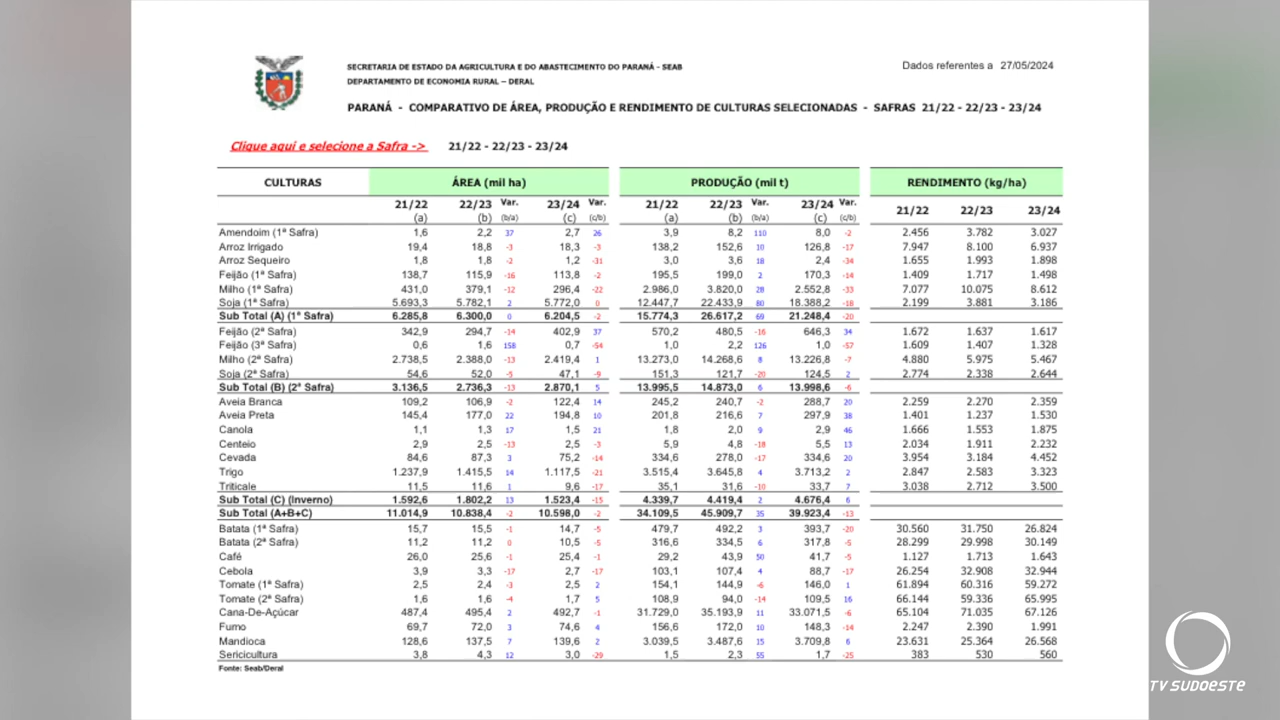 SECRETARIA DE ESTADO DA AGRICULTURA E DO ABASTECIMENTO DO PARANÁ - SEAB
Dados referentes a 27/05/2024
DEPARTAMENTO DE ECONOMIA RURAL – DERAL
PARANÁ - COMPARATIVO DE ÁREA, PRODUÇÃO E RENDIMENTO DE CULTURAS SELECIONADAS - SAFRAS 21/22 - 22/23 - 23/24
Clique aqui e selecione a Safra -> 21/22 - 22/23 - 23/24
CULTURAS ÁREA (mil ha) PRODUÇÃO (mil t) RENDIMENTO (kg/ha)
21/22 22/23 Var. 23/24 Var. 21/22 22/23 Var. 23/24 Var. 21/22 22/23 23/24
(a) (b) (b/a) (c) (c/b) (a) (b) (b/a) (c) (c/b)
Amendoim (1ª Safra) 1,6 2,2 37 2,7 26 3,9 8,2 110 8,0 -2 2.456 3.782 3.027
Arroz Irrigado 19,4 18,8 -3 18,3 -3 138,2 152,6 10 126,8 -17 7.947 8.100 6.937
Arroz Sequeiro 1,8 1,8 -2 1,2 -31 3,0 3,6 18 2,4 -34 1.655 1.993 1.898
Feijão (1ª Safra) 138,7 115,9 -16 113,8 -2 195,5 199,0 2 170,3 -14 1.409 1.717 1.498
Milho (1ª Safra) 431,0 379,1 -12 296,4 -22 2.986,0 3.820,0 28 2.552,8 -33 7.077 10.075 8.612
Soja (1ª Safra) 5.693,3 5.782,1 2 5.772,0 0 12.447,7 22.433,9 80 18.388,2 -18 2.199 3.881 3.186
Sub Total (A) (1ª Safra) 6.285,8 6.300,0 0 6.204,5 -2 15.774,3 26.617,2 69 21.248,4 -20
Feijão (2ª Safra) 342,9 294,7 -14 402,9 37 570,2 480,5 -16 646,3 34 1.672 1.637 1.617
Feijão (3ª Safra) 0,6 1,6 158 0,7 -54 1,0 2,2 126 1,0 -57 1.609 1.407 1.328
Milho (2ª Safra) 2.738,5 2.388,0 -13 2.419,4 1 13.273,0 14.268,6 8 13.226,8 -7 4.880 5.975 5.467
Soja (2ª Safra) 54,6 52,0 -5 47,1 -9 151,3 121,7 -20 124,5 2 2.774 2.338 2.644
Sub Total (B) (2ª Safra) 3.136,5 2.736,3 -13 2.870,1 5 13.995,5 14.873,0 6 13.998,6 -6
Aveia Branca 109,2 106,9 -2 122,4 14 245,2 240,7 -2 288,7 20 2.259 2.270 2.359
Aveia Preta 145,4 177,0 22 194,8 10 201,8 216,6 7 297,9 38 1.401 1.237 1.530
Canola 1,1 1,3 17 1,5 21 1,8 2,0 9 2,9 46 1.666 1.553 1.875
Centeio 2,9 2,5 -13 2,5 -3 5,9 4,8 -18 5,5 13 2.034 1.911 2.232
Cevada 84,6 87,3 3 75,2 -14 334,6 278,0 -17 334,6 20 3.954 3.184 4.452
Trigo 1.237,9 1.415,5 14 1.117,5 -21 3.515,4 3.645,8 4 3.713,2 2 2.847 2.583 3.323
Triticale 11,5 11,6 1 9,6 -17 35,1 31,6 -10 33,7 7 3.038 2.712 3.500
Sub Total (C) (Inverno) 1.592,6 1.802,2 13 1.523,4 -15 4.339,7 4.419,4 2 4.676,4 6
Sub Total (A+B+C) 11.014,9 10.838,4 -2 10.598,0 -2 34.109,5 45.909,7 35 39.923,4 -13
Batata (1ª Safra) 15,7 15,5 -1 14,7 -5 479,7 492,2 3 393,7 -20 30.560 31.750 26.824
Batata (2ª Safra) 11,2 11,2 0 10,5 -5 316,6 334,5 6 317,8 -5 28.299 29.998 30.149
Café 26,0 25,6 -1 25,4 -1 29,2 43,9 50 41,7 -5 1.127 1.713 1.643
Cebola 3,9 3,3 -17 2,7 -17 103,1 107,4 4 88,7 -17 26.254 32.908 32.944
Tomate (1ª Safra) 2,5 2,4 -3 2,5 2 154,1 144,9 -6 146,0 1 61.894 60.316 59.272
Tomate (2ª Safra) 1,6 1,6 -4 1,7 5 108,9 94,0 -14 109,5 16 66.144 59.336 65.995
Cana-De-Açúcar 487,4 495,4 2 492,7 -1 31.729,0 35.193,9 11 33.071,5 -6 65.104 71.035 67.126
Fumo 69,7 72,0 3 74,6 4 156,6 172,0 10 148,3 -14 2.247 2.390 1.991
Mandioca 128,6 137,5 7 139,6 2 3.039,5 3.487,6 15 3.709,8 6 23.631 25.364 26.568
Sericicultura 3,8 4,3 12 3,0 -29 1,5 2,3 55 1,7 -25 383 530 560
Fonte: Seab/Deral
TV SUDOESTE